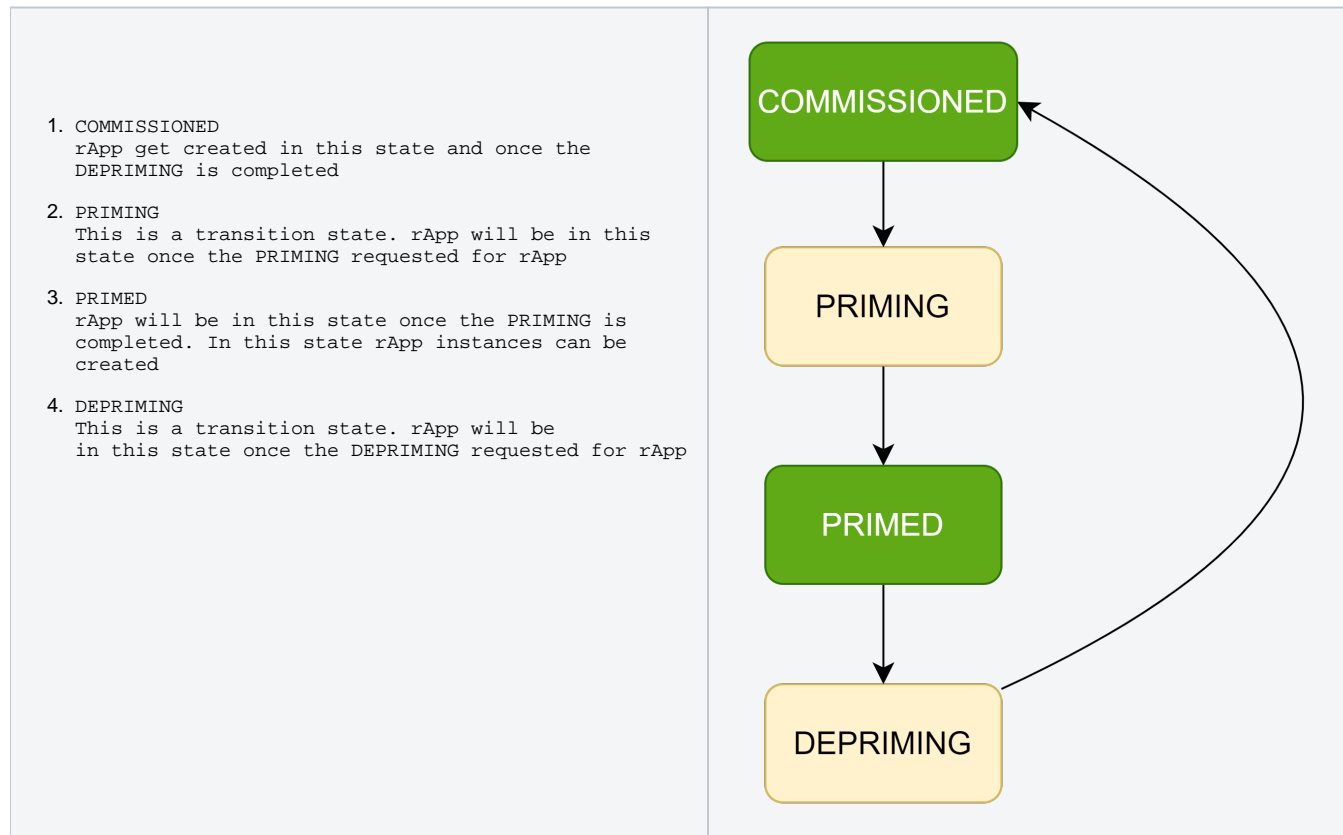 1. COMMISSIONED
rApp get created in this state and once the
DEPRIMING is completed
2. PRIMING
This is a transition state. rApp will be in this
state once the PRIMING requested for rApp
3. PRIMED
rApp will be in this state once the PRIMING is
completed. In this state rApp instances can be
created
4. DEPRIMING
This is a transition state. rApp will be
in this state once the DEPRIMING requested for rApp
COMMISSIONED
PRIMING
PRIMED
DEPRIMING